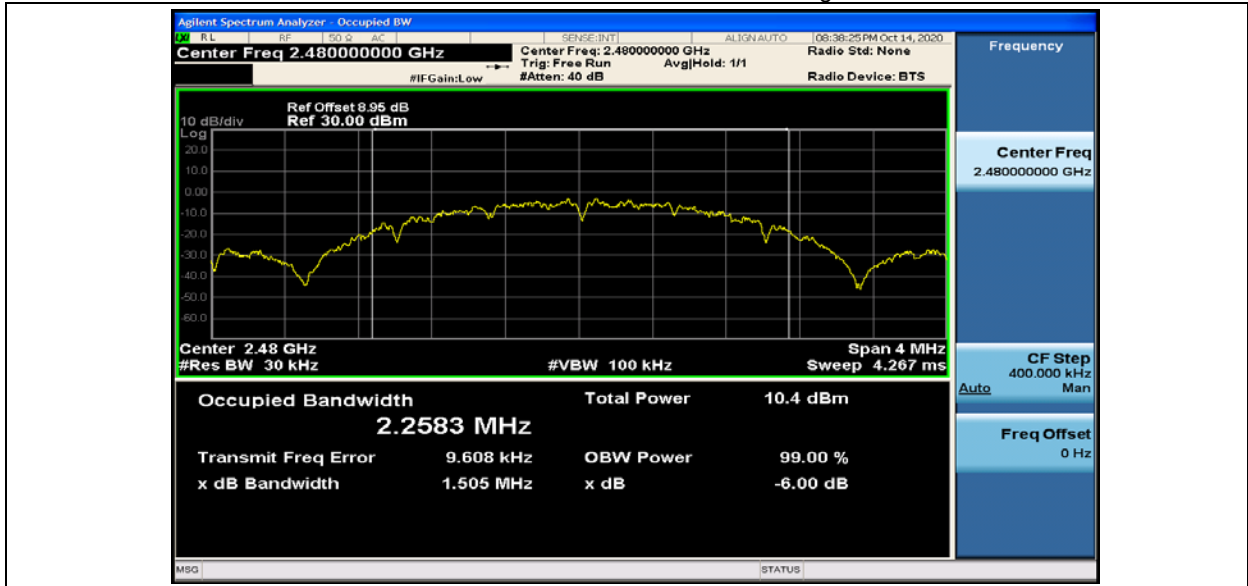 Agilent Spectrum Analyzer - Occupied BW
LXI RL RF 50 Ω AC SENSE:INT ALIGN AUTO 08:38:25 PM Oct 14, 2020
Center Freq 2.480000000 GHz
Center Freq: 2.480000000 GHz
Radio Std: None
Trig: Free Run Avg|Hold: 1/1
#IFGain:Low #Atten: 40 dB Radio Device: BTS
Frequency
Ref Offset 8.95 dB
10 dB/div Ref 30.00 dBm
Log
20.0
10.0
0.00
-10.0
-20.0
-30.0
-40.0
-50.0
-60.0
Center 2.48 GHz Span 4 MHz
#Res BW 30 kHz #VBW 100 kHz Sweep 4.267 ms
Center Freq
2.480000000 GHz
CF Step
400.000 kHz
Auto Man
Freq Offset
0 Hz
Occupied Bandwidth Total Power 10.4 dBm
2.2583 MHz
Transmit Freq Error 9.608 kHz OBW Power 99.00 %
x dB Bandwidth 1.505 MHz x dB -6.00 dB
MSG STATUS